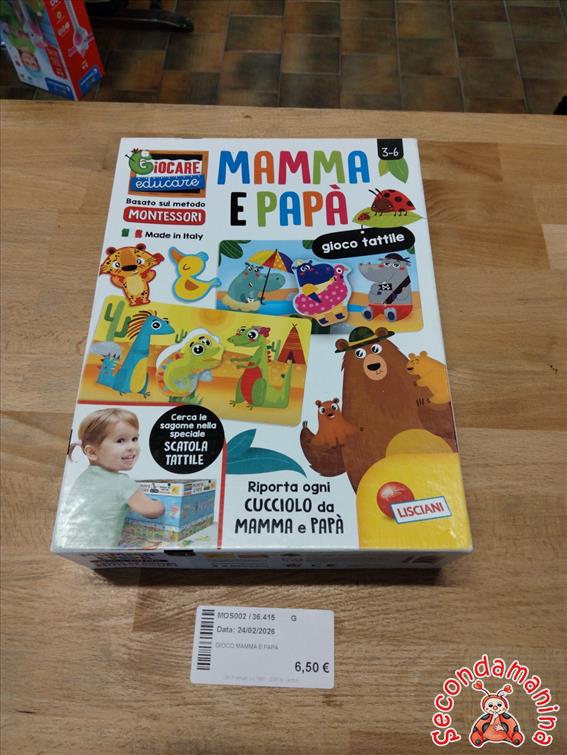 GIOCARE
educare
Basato sul metodo
MONTESSORI
Made in Italy
MAMMA
E PAPÀ
3-6
gioco tattile
Cerca le
sagome nella
speciale
SCATOLA
TATTILE
Riporta ogni
CUCCIOLO da
MAMMA e PAPÀ
LISCIANI
MOS002 / 36.415 G
Data: 24/02/2026
GIOCO MAMMA E PAPA
6,50 €
Secondamanina